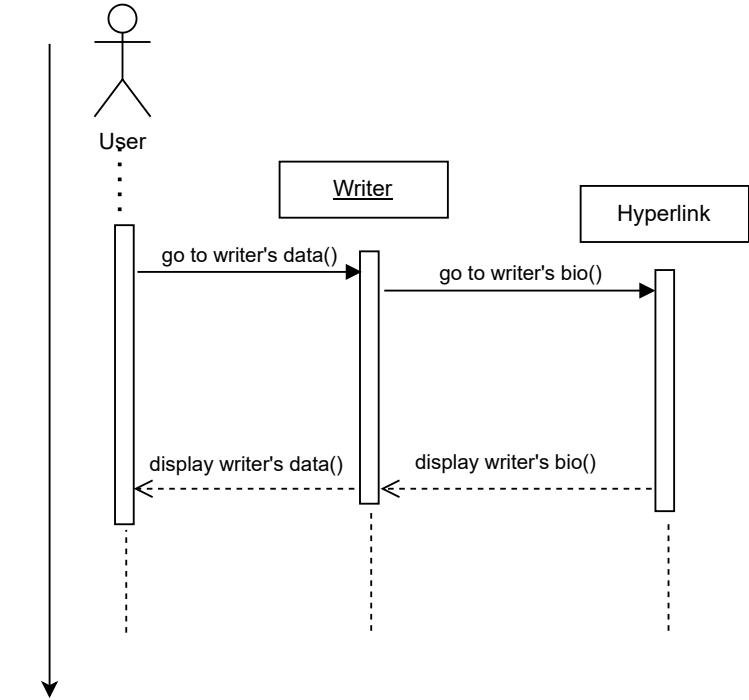 User
Writer
Hyperlink
go to writer's data()
go to writer's bio()
display writer's data()
display writer's bio()